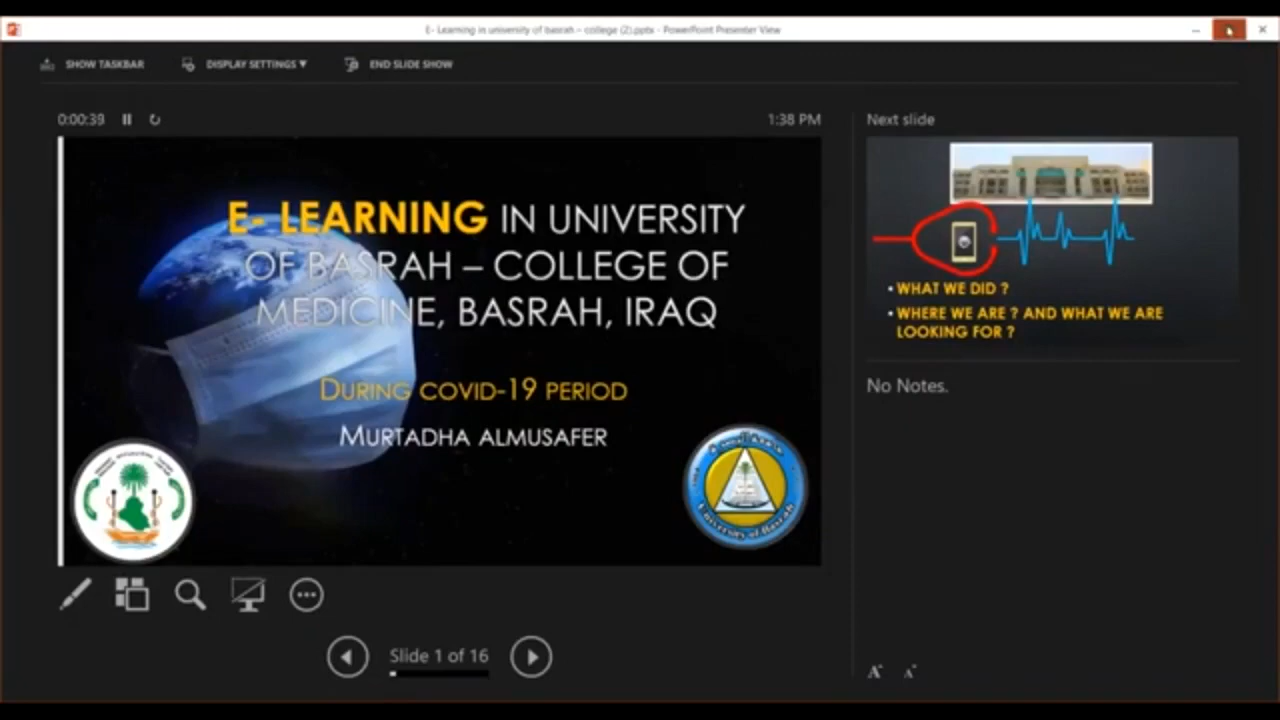 E- Learning in university of basrah – college (2).pptx - PowerPoint Presenter View
SHOW TASKBAR
DISPLAY SETTINGS ▼
END SLIDE SHOW
0:00:39
1:38 PM
E- LEARNING IN UNIVERSITY
OF BASRAH – COLLEGE OF
MEDICINE, BASRAH, IRAQ
DURING COVID-19 PERIOD
MURTADHA ALMUSAFER
University of Basrah
Slide 1 of 16
Next slide
• WHAT WE DID ?
• WHERE WE ARE ? AND WHAT WE ARE
LOOKING FOR ?
No Notes.
A A